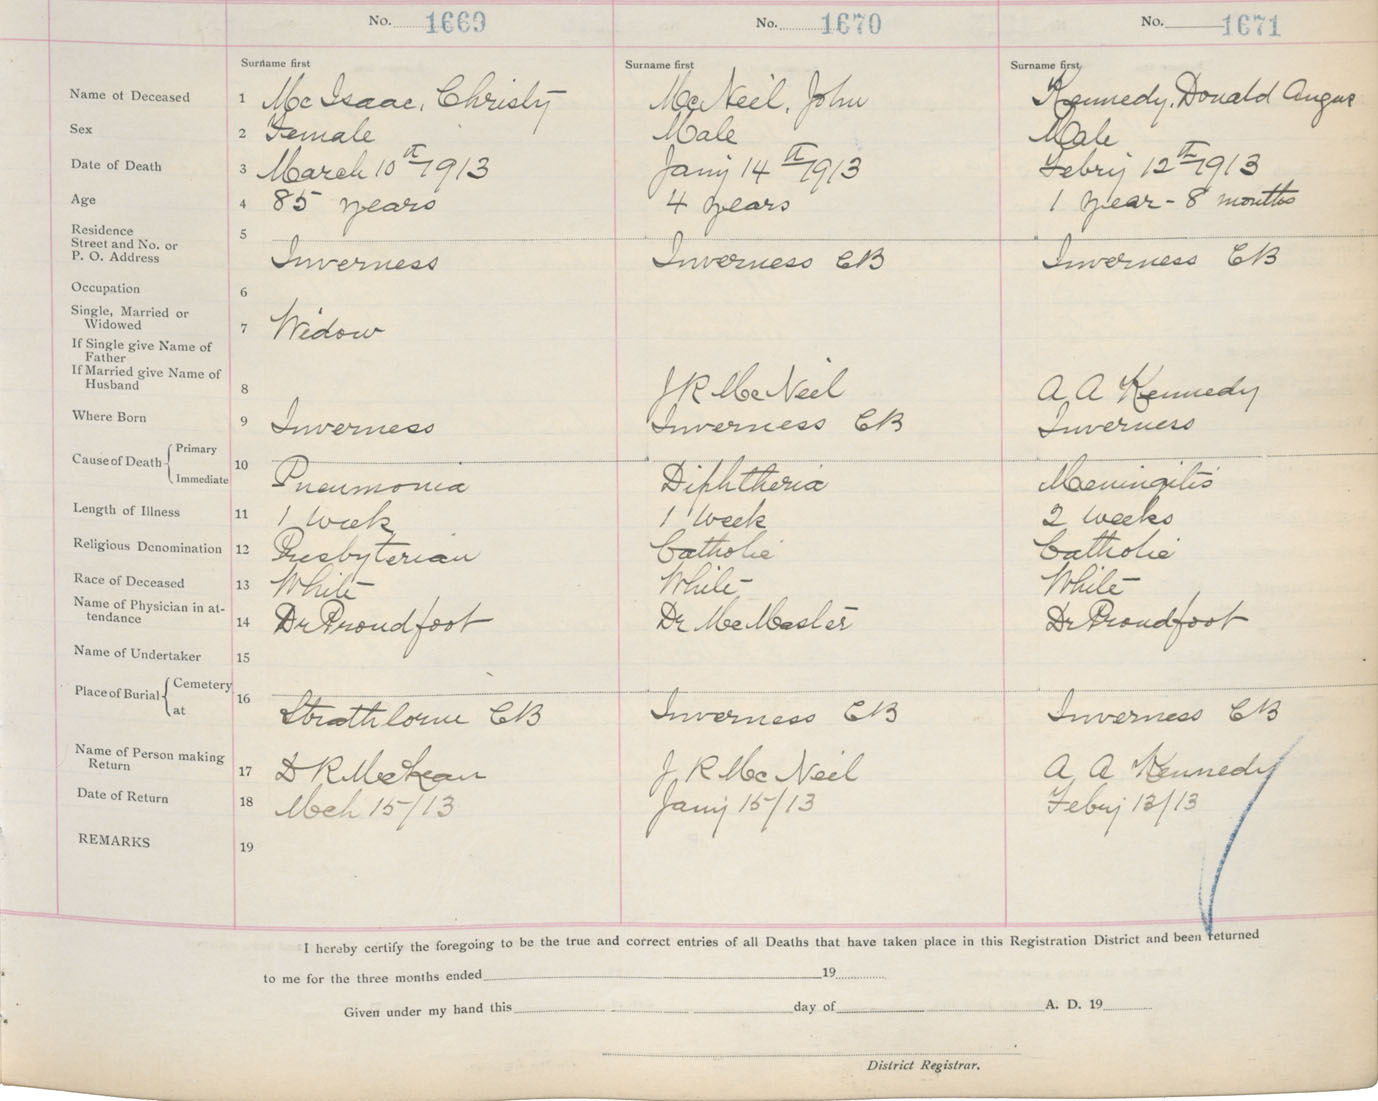 No. 1669 No. 1670 No. 1671
Surname first Surname first Surname first
Name of Deceased 1 McIsaac, Christy McNeil, John Kennedy, Donald Angus
Sex 2 Female Male Male
Date of Death 3 March 10th 1913 Jany 14th 1913 Febry 12th 1913
Age 4 85 years 4 years 1 year - 8 months
Residence
Street and No. or
P. O. Address 5 Inverness Inverness CB Inverness CB
Occupation 6
Single, Married or
Widowed 7 Widow
If Single give Name of
Father
If Married give Name of
Husband 8 J R McNeil A A Kennedy
Where Born 9 Inverness Inverness CB Inverness
Cause of Death Primary
Immediate 10 Pneumonia Diphtheria Meningitis
Length of Illness 11 1 week 1 week 2 weeks
Religious Denomination 12 Presbyterian Catholic Catholic
Race of Deceased 13 White White White
Name of Physician in at-
tendance 14 Dr Proudfoot Dr McMaster Dr Proudfoot
Name of Undertaker 15
Place of Burial Cemetery
at 16 Strathlorne CB Inverness CB Inverness CB
Name of Person making
Return 17 D R McLean J R McNeil A A Kennedy
Date of Return 18 Mch 15/13 Jany 15/13 Febry 13/13
REMARKS 19
I hereby certify the foregoing to be the true and correct entries of all Deaths that have taken place in this Registration District and been returned
to me for the three months ended 19
Given under my hand this day of A. D. 19
District Registrar.